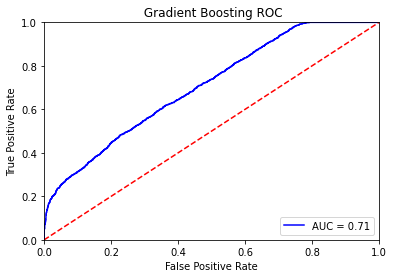 Gradient Boosting ROC
1.0
0.8
0.6
0.4
0.2
0.0
True Positive Rate
AUC = 0.71
0.0 0.2 0.4 0.6 0.8 1.0
False Positive Rate